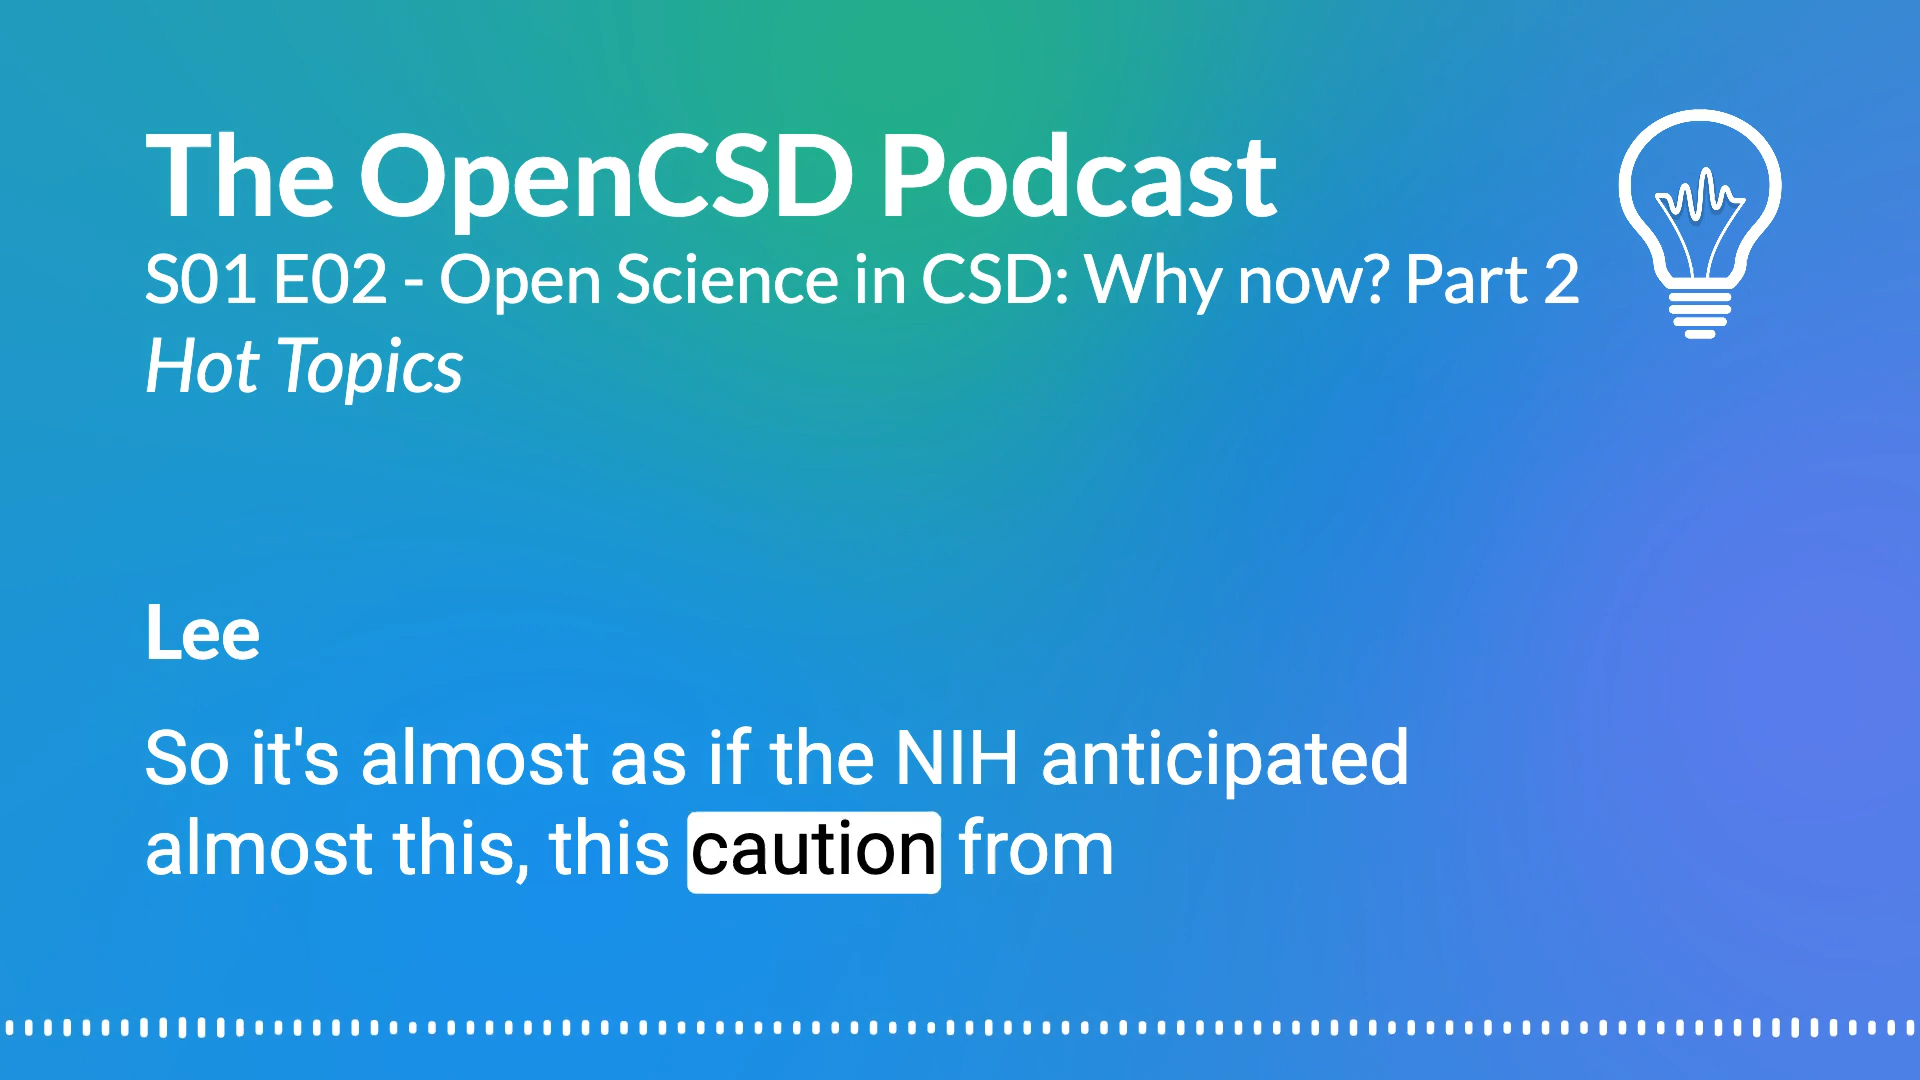 The OpenCSD Podcast
S01 E02 - Open Science in CSD: Why now? Part 2
Hot Topics
Lee
So it's almost as if the NIH anticipated
almost this, this caution from